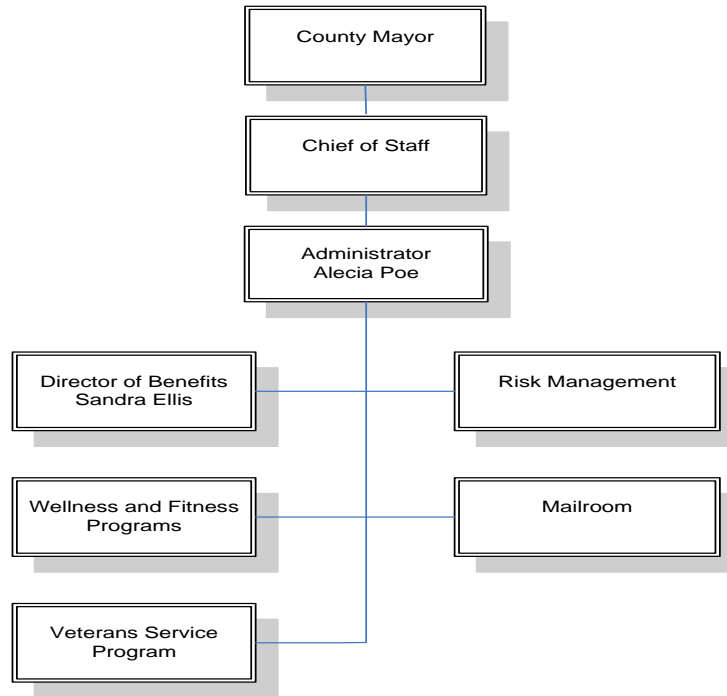 County Mayor
Chief of Staff
Administrator
Alecia Poe
Director of Benefits
Sandra Ellis
Risk Management
Wellness and Fitness
Programs
Mailroom
Veterans Service
Program